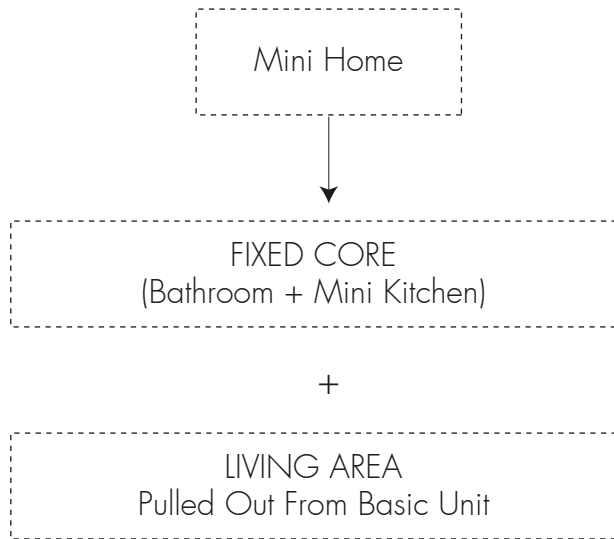 Mini Home
FIXED CORE
(Bathroom + Mini Kitchen)
+
LIVING AREA
Pulled Out From Basic Unit